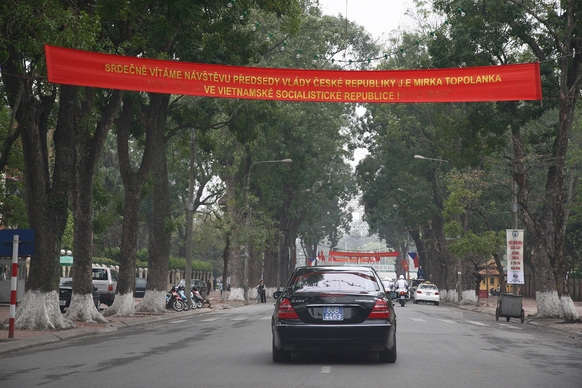 SRDEČNĚ VÍTÁME NÁVŠTĚVU PŘEDSEDY VLÁDY ČESKÉ REPUBLIKY J.E MIRKA TOPOLANKA
VE VIETNAMSKÉ SOCIALISTICKÉ REPUBLICE !